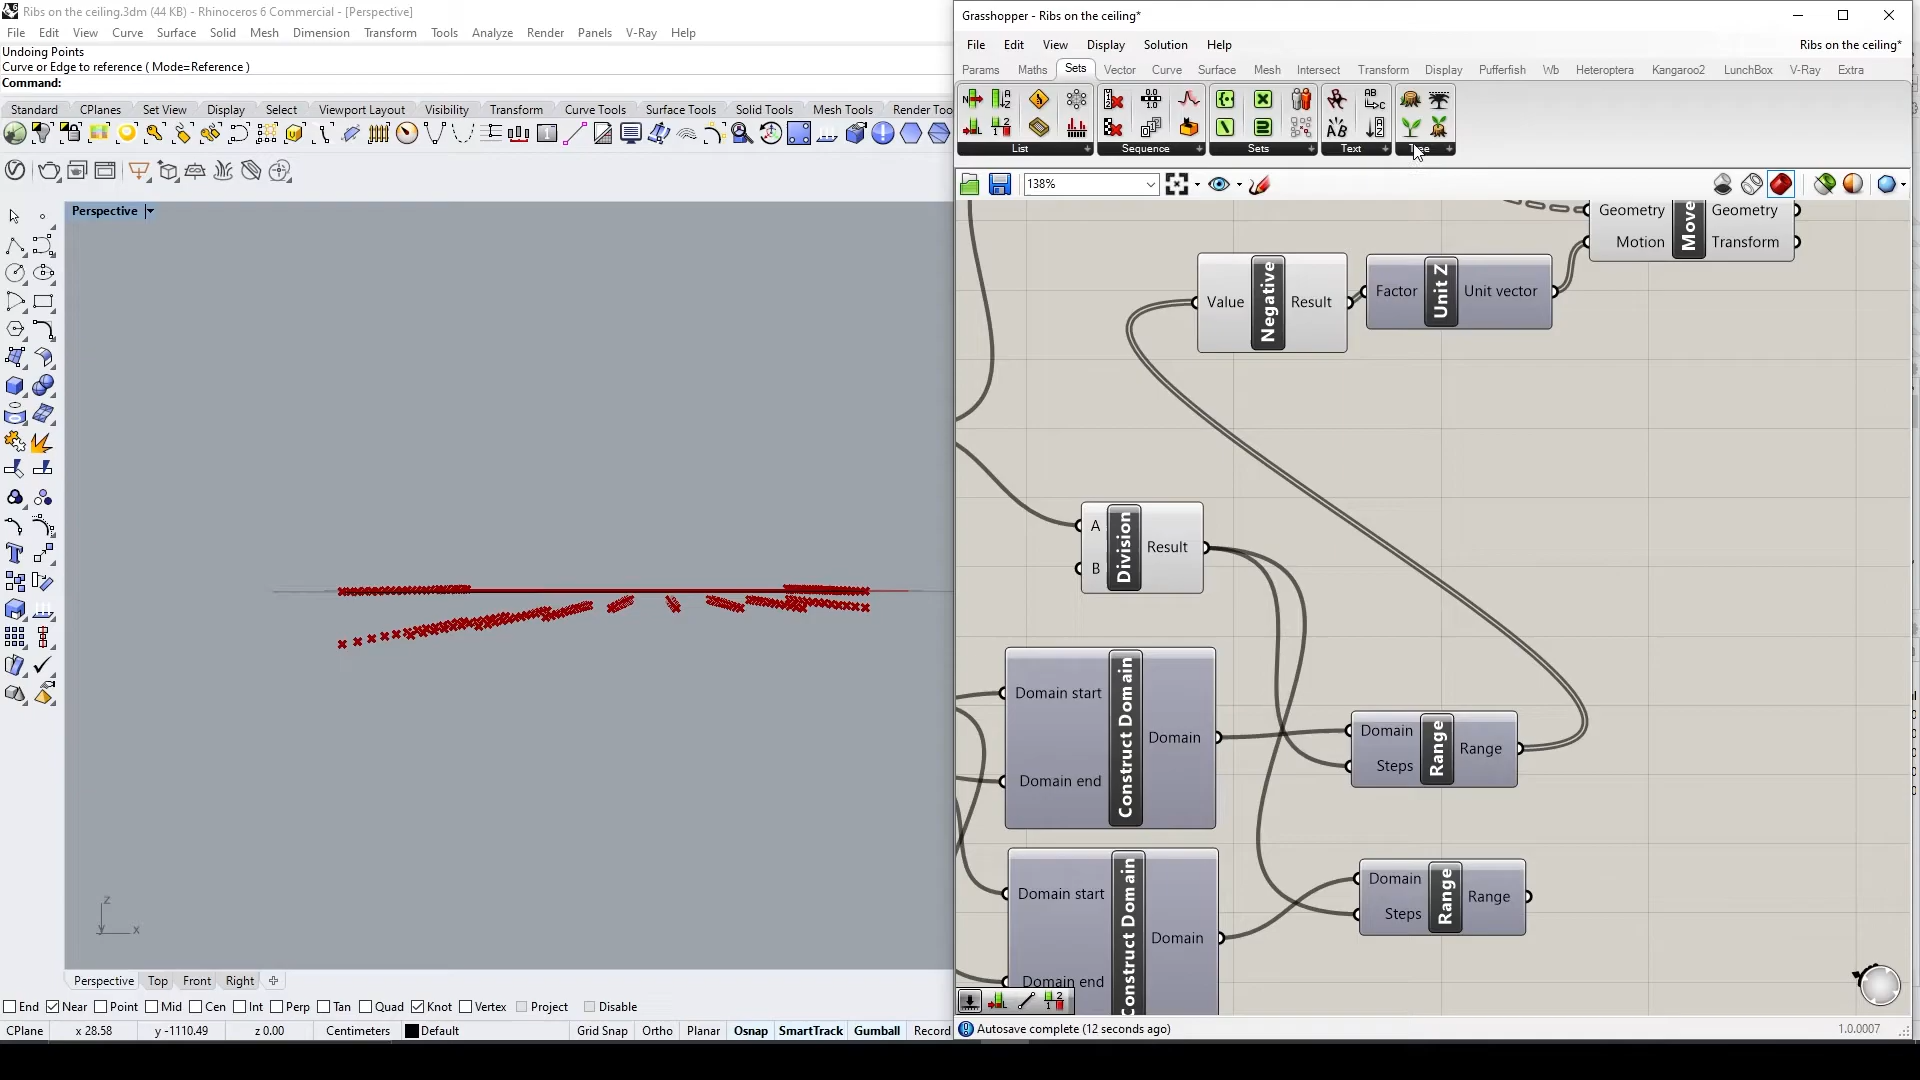 Ribs on the ceiling.3dm (44 KB) - Rhinoceros 6 Commercial - [Perspective]
File Edit View Curve Surface Solid Mesh Dimension Transform Tools Analyze Render Panels V-Ray Help
Undoing Points
Curve or Edge to reference ( Mode=Reference )
Command:
Standard CPlanes Set View Display Select Viewport Layout Visibility Transform Curve Tools Surface Tools Solid Tools Mesh Tools Render Too
Perspective
z
x
Perspective Top Front Right
End Near Point Mid Cen Int Perp Tan Quad Knot Vertex Project Disable
CPlane x 28.58 y -1110.49 z 0.00 Centimeters Default Grid Snap Ortho Planar Osnap SmartTrack Gumball Record
Grasshopper - Ribs on the ceiling*
File Edit View Display Solution Help
Ribs on the ceiling*
Params Maths Sets Vector Curve Surface Mesh Intersect Transform Display Pufferfish Wb Heteroptera Kangaroo2 LunchBox V-Ray Extra
List Sequence Sets Text Tree
138%
Geometry Move Geometry
Motion Transform
Value Negative Result
Factor Unit Z Unit vector
A Division Result
B
Domain start Construct Domain Domain
Domain end
Domain Range Range
Steps
Domain start Construct Domain Domain
Domain end
Domain Range Range
Steps
Autosave complete (12 seconds ago)
1.0.0007